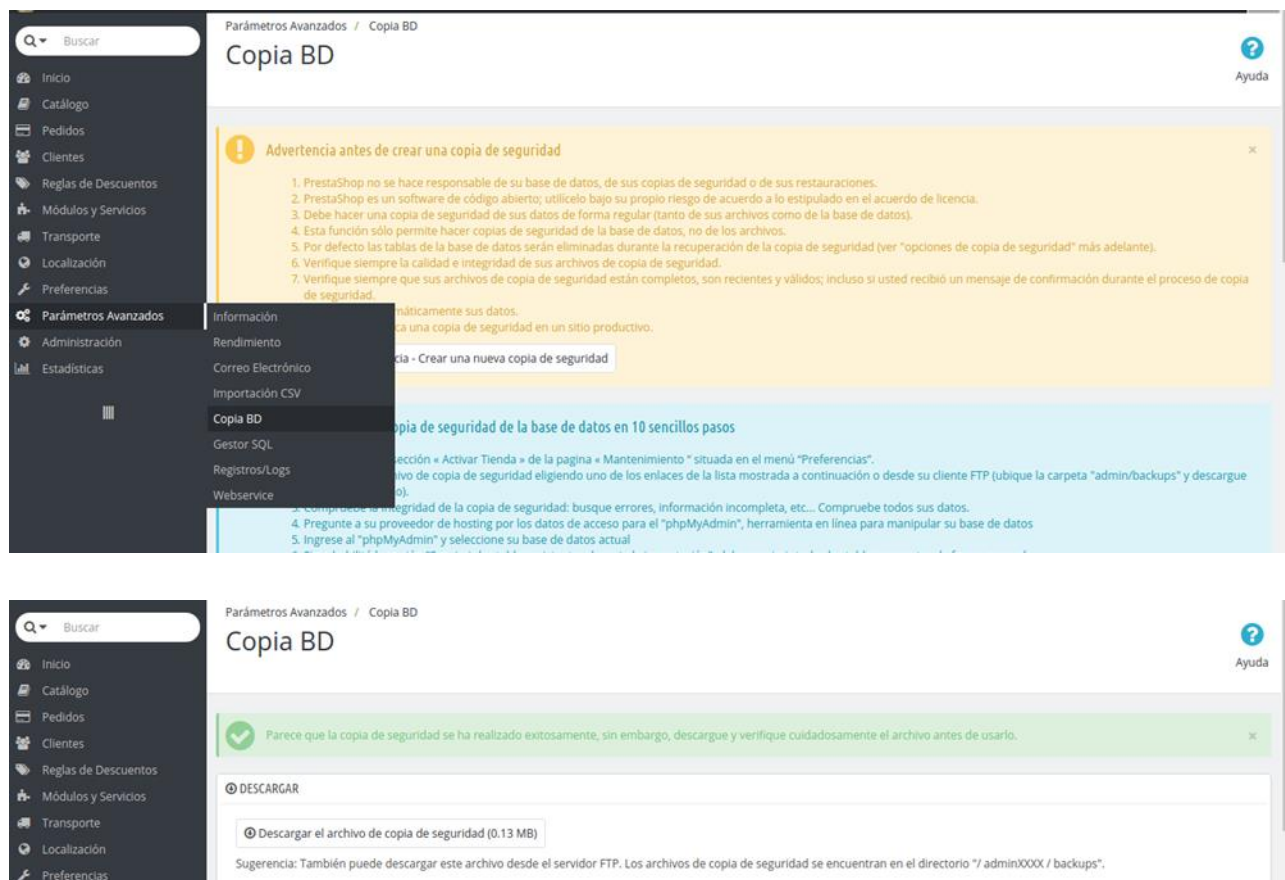 Parámetros Avanzados / Copia BD
Buscar
Copia BD
Ayuda
Inicio
Catálogo
Pedidos
Clientes
Reglas de Descuentos
Módulos y Servicios
Transporte
Localización
Preferencias
Parámetros Avanzados
Administración
Estadísticas
Advertencia antes de crear una copia de seguridad
1. PrestaShop no se hace responsable de su base de datos, de sus copias de seguridad o de sus restauraciones.
2. PrestaShop es un software de código abierto; utilícelo bajo su propio riesgo de acuerdo a lo estipulado en el acuerdo de licencia.
3. Debe hacer una copia de seguridad de sus datos de forma regular (tanto de sus archivos como de la base de datos).
4. Esta función sólo permite hacer copias de seguridad de la base de datos, no de los archivos.
5. Por defecto las tablas de la base de datos serán eliminadas durante la recuperación de la copia de seguridad (ver "opciones de copia de seguridad" más adelante).
6. Verifique siempre la calidad e integridad de sus archivos de copia de seguridad.
7. Verifique siempre que sus archivos de copia de seguridad están completos, son recientes y válidos; incluso si usted recibió un mensaje de confirmación durante el proceso de copia
de seguridad.
máticamente sus datos.
ca una copia de seguridad en un sitio productivo.
cia - Crear una nueva copia de seguridad
Información
Rendimiento
Correo Electrónico
Importación CSV
Copia BD
Gestor SQL
Registros/Logs
Webservice
opia de seguridad de la base de datos en 10 sencillos pasos
sección « Activar Tienda » de la pagina « Mantenimiento " situada en el menú "Preferencias".
ivo de copia de seguridad eligiendo uno de los enlaces de la lista mostrada a continuación o desde su cliente FTP (ubique la carpeta "admin/backups" y descargue
o).
3. Compruebe la integridad de la copia de seguridad: busque errores, información incompleta, etc... Compruebe todos sus datos.
4. Pregunte a su proveedor de hosting por los datos de acceso para el "phpMyAdmin", herramienta en línea para manipular su base de datos
5. Ingrese al "phpMyAdmin" y seleccione su base de datos actual
Parámetros Avanzados / Copia BD
Buscar
Copia BD
Ayuda
Inicio
Catálogo
Pedidos
Clientes
Reglas de Descuentos
Módulos y Servicios
Transporte
Localización
Preferencias
Parece que la copia de seguridad se ha realizado exitosamente, sin embargo, descargue y verifique cuidadosamente el archivo antes de usarlo.
DESCARGAR
Descargar el archivo de copia de seguridad (0.13 MB)
Sugerencia: También puede descargar este archivo desde el servidor FTP. Los archivos de copia de seguridad se encuentran en el directorio "/ adminXXXX / backups".